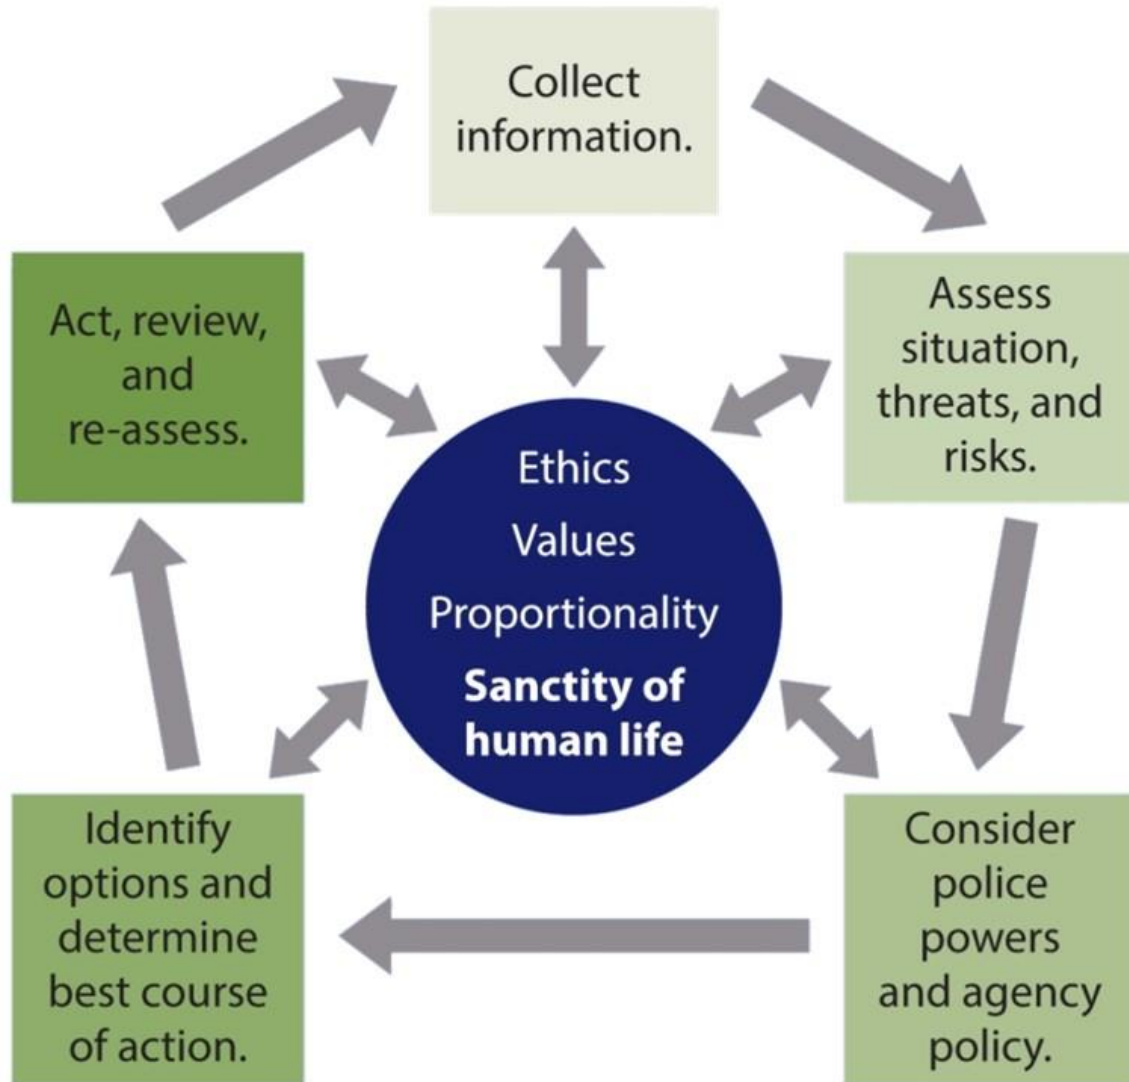 Collect
information.
Assess
situation,
threats, and
risks.
Consider
police
powers
and agency
policy.
Identify
options and
determine
best course
of action.
Act, review,
and
re-assess.
Ethics
Values
Proportionality
Sanctity of
human life